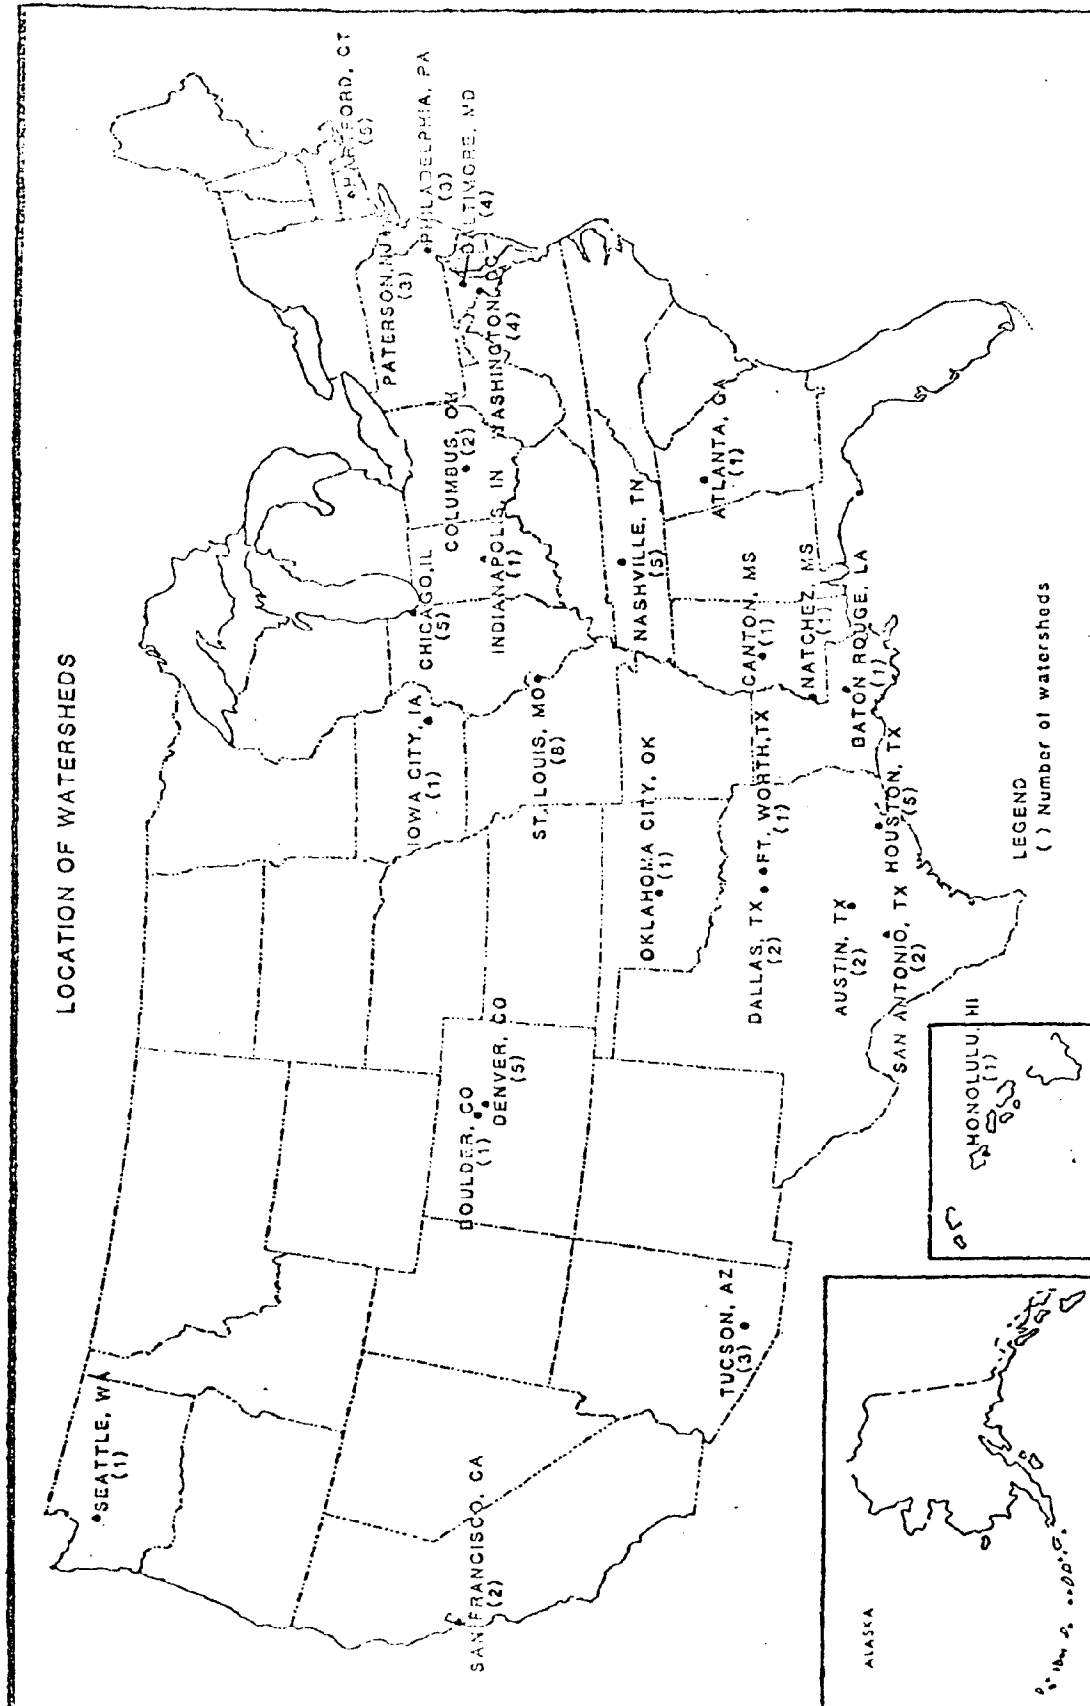 LOCATION OF WATERSHEDS
SEATTLE, WA
(1)
SAN FRANCISCO, CA
(2)
TUCSON, AZ
(3)
BOULDER, CO
(1)
DENVER, CO
(5)
IOWA CITY, IA
(1)
CHICAGO, IL
(5)
ST. LOUIS, MO
(8)
INDIANAPOLIS, IN
(1)
COLUMBUS, OH
(2)
PATERSON, NJ
(3)
HARTFORD, CT
(5)
PHILADELPHIA, PA
(3)
BALTIMORE, MD
(4)
WASHINGTON, DC
(4)
NASHVILLE, TN
(5)
ATLANTA, GA
(1)
OKLAHOMA CITY, OK
(1)
DALLAS, TX
(2)
FT. WORTH, TX
(1)
CANTON, MS
(1)
NATCHEZ, MS
(1)
BATON ROUGE, LA
(1)
AUSTIN, TX
(2)
SAN ANTONIO, TX
(2)
HOUSTON, TX
(5)
HONOLULU, HI
(1)
ALASKA
LEGEND
( ) Number of watersheds